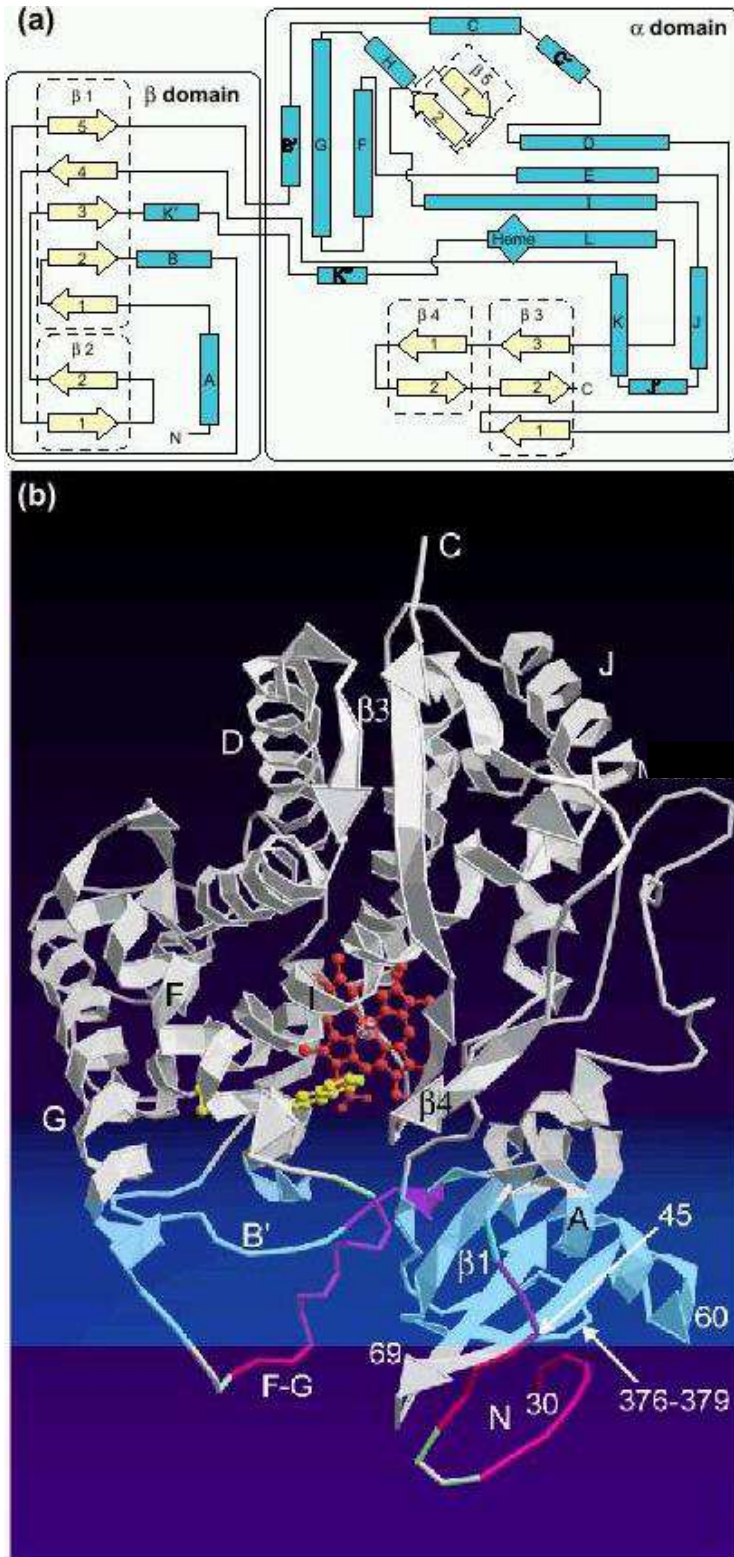 (a)
α domain
β domain
β 1
5
4
3
2
1
β 2
2
1
K'
B
A
N
B'
G
F
H
C
C'
β 5
1
2
D
E
I
Heme
L
K"
K
J
J'
β 4
1
2
β 3
3
2
1
C
(b)
C
J
β3
D
F
I
G
β4
B'
A
45
β1
60
69
F-G
N
30
376-379